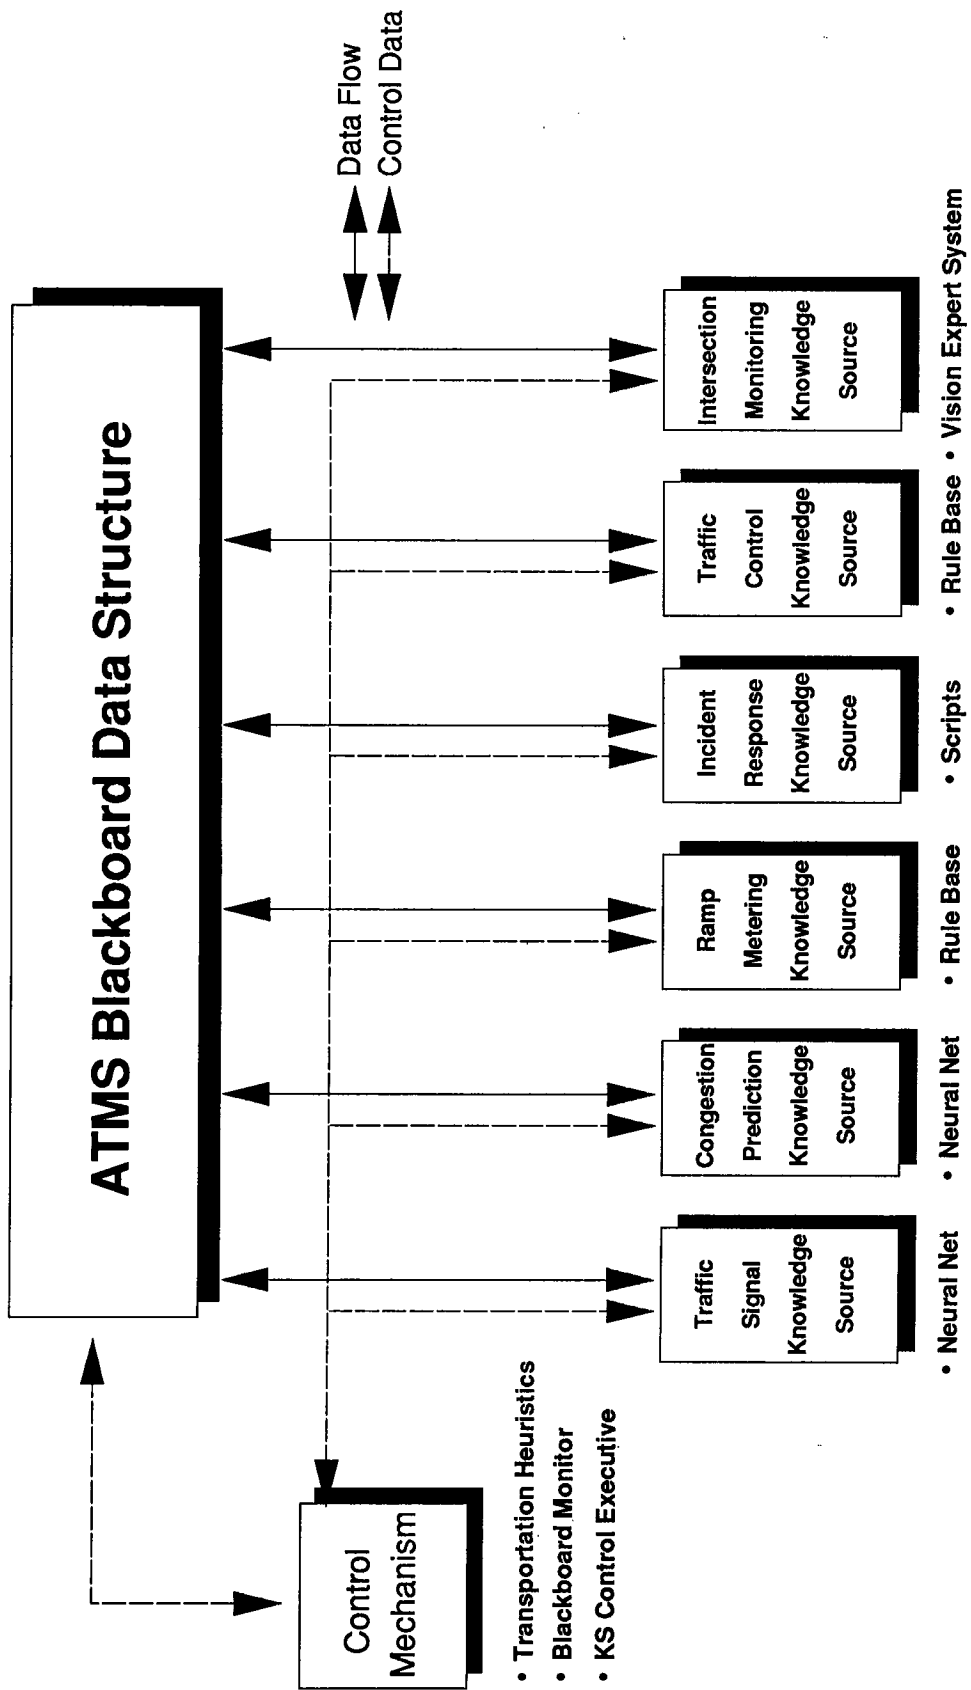 ATMS Blackboard Data Structure
Data Flow
Control Data
Control
Mechanism
• Transportation Heuristics
• Blackboard Monitor
• KS Control Executive
Traffic
Signal
Knowledge
Source
• Neural Net
Congestion
Prediction
Knowledge
Source
• Neural Net
Ramp
Metering
Knowledge
Source
• Rule Base
Incident
Response
Knowledge
Source
• Scripts
Traffic
Control
Knowledge
Source
• Rule Base
Intersection
Monitoring
Knowledge
Source
• Vision Expert System